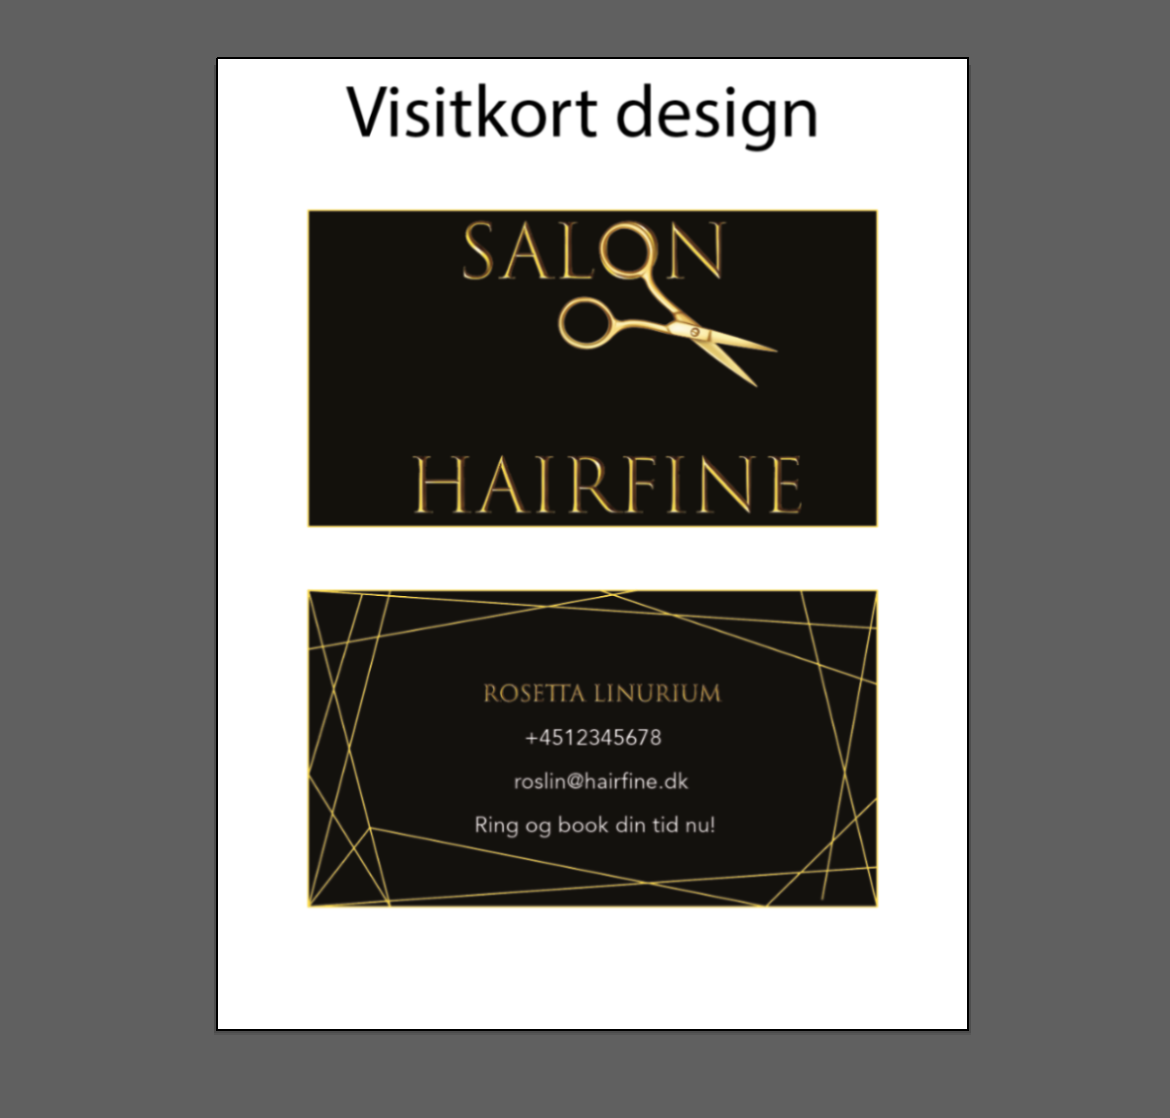 Visitkort design
SALON
HAIRFINE
ROSETTA LINURIUM
+4512345678
roslin@hairfine.dk
Ring og book din tid nu!